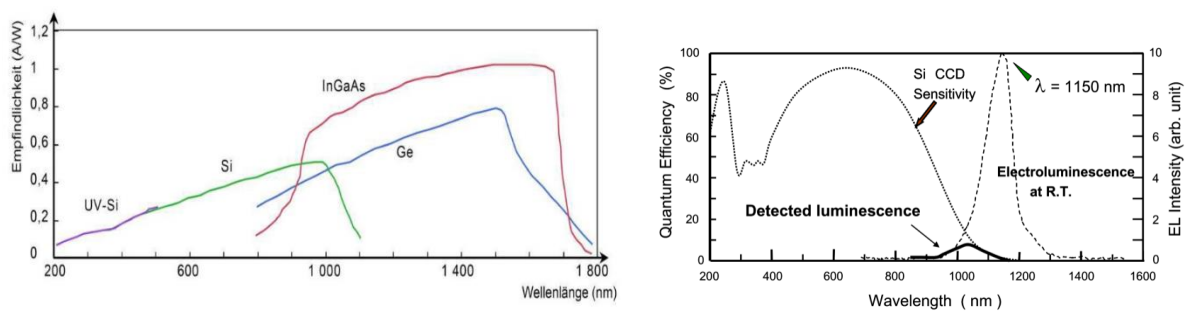 Empfindlichkeit (A/W)
1,2
1
0,8
0,6
0,4
0,2
0
InGaAs
Ge
Si
UV-Si
200
600
1 000
1 400
1 800
Wellenlänge (nm)
Quantum Efficiency (%)
100
80
60
40
20
0
Si CCD
Sensitivity
λ = 1150 nm
Electroluminescence
at R.T.
Detected luminescence
10
8
6
4
2
0
EL Intensity (arb. unit)
200
400
600
800
1000
1200
1400
1600
Wavelength ( nm )